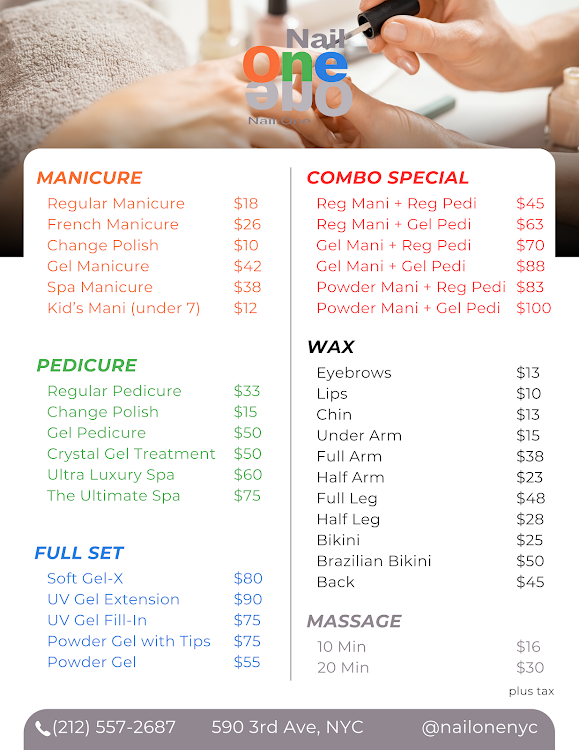 Nail
One
One
Nail One
MANICURE
Regular Manicure $18
French Manicure $26
Change Polish $10
Gel Manicure $42
Spa Manicure $38
Kid's Mani (under 7) $12
PEDICURE
Regular Pedicure $33
Change Polish $15
Gel Pedicure $50
Crystal Gel Treatment $50
Ultra Luxury Spa $60
The Ultimate Spa $75
FULL SET
Soft Gel-X $80
UV Gel Extension $90
UV Gel Fill-In $75
Powder Gel with Tips $75
Powder Gel $55
COMBO SPECIAL
Reg Mani + Reg Pedi $45
Reg Mani + Gel Pedi $63
Gel Mani + Reg Pedi $70
Gel Mani + Gel Pedi $88
Powder Mani + Reg Pedi $83
Powder Mani + Gel Pedi $100
WAX
Eyebrows $13
Lips $10
Chin $13
Under Arm $15
Full Arm $38
Half Arm $23
Full Leg $48
Half Leg $28
Bikini $25
Brazilian Bikini $50
Back $45
MASSAGE
10 Min $16
20 Min $30
plus tax
(212) 557-2687 590 3rd Ave, NYC @nailonenyc